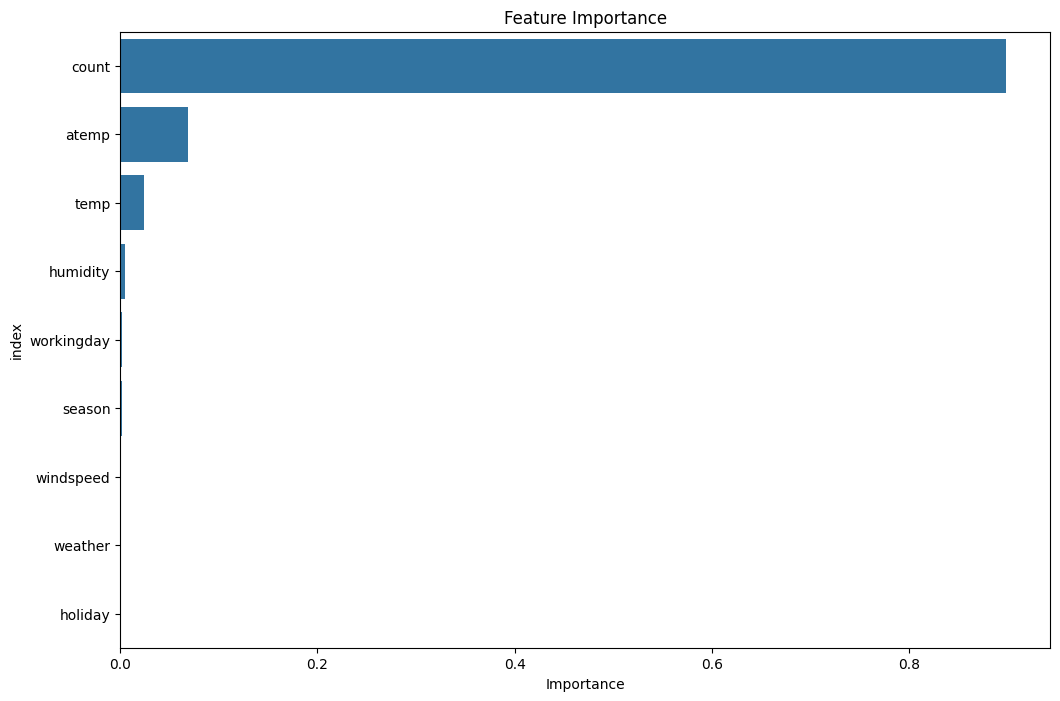 Feature Importance
count
atemp
temp
humidity
workingday
season
windspeed
weather
holiday
index
0.0 0.2 0.4 0.6 0.8
Importance